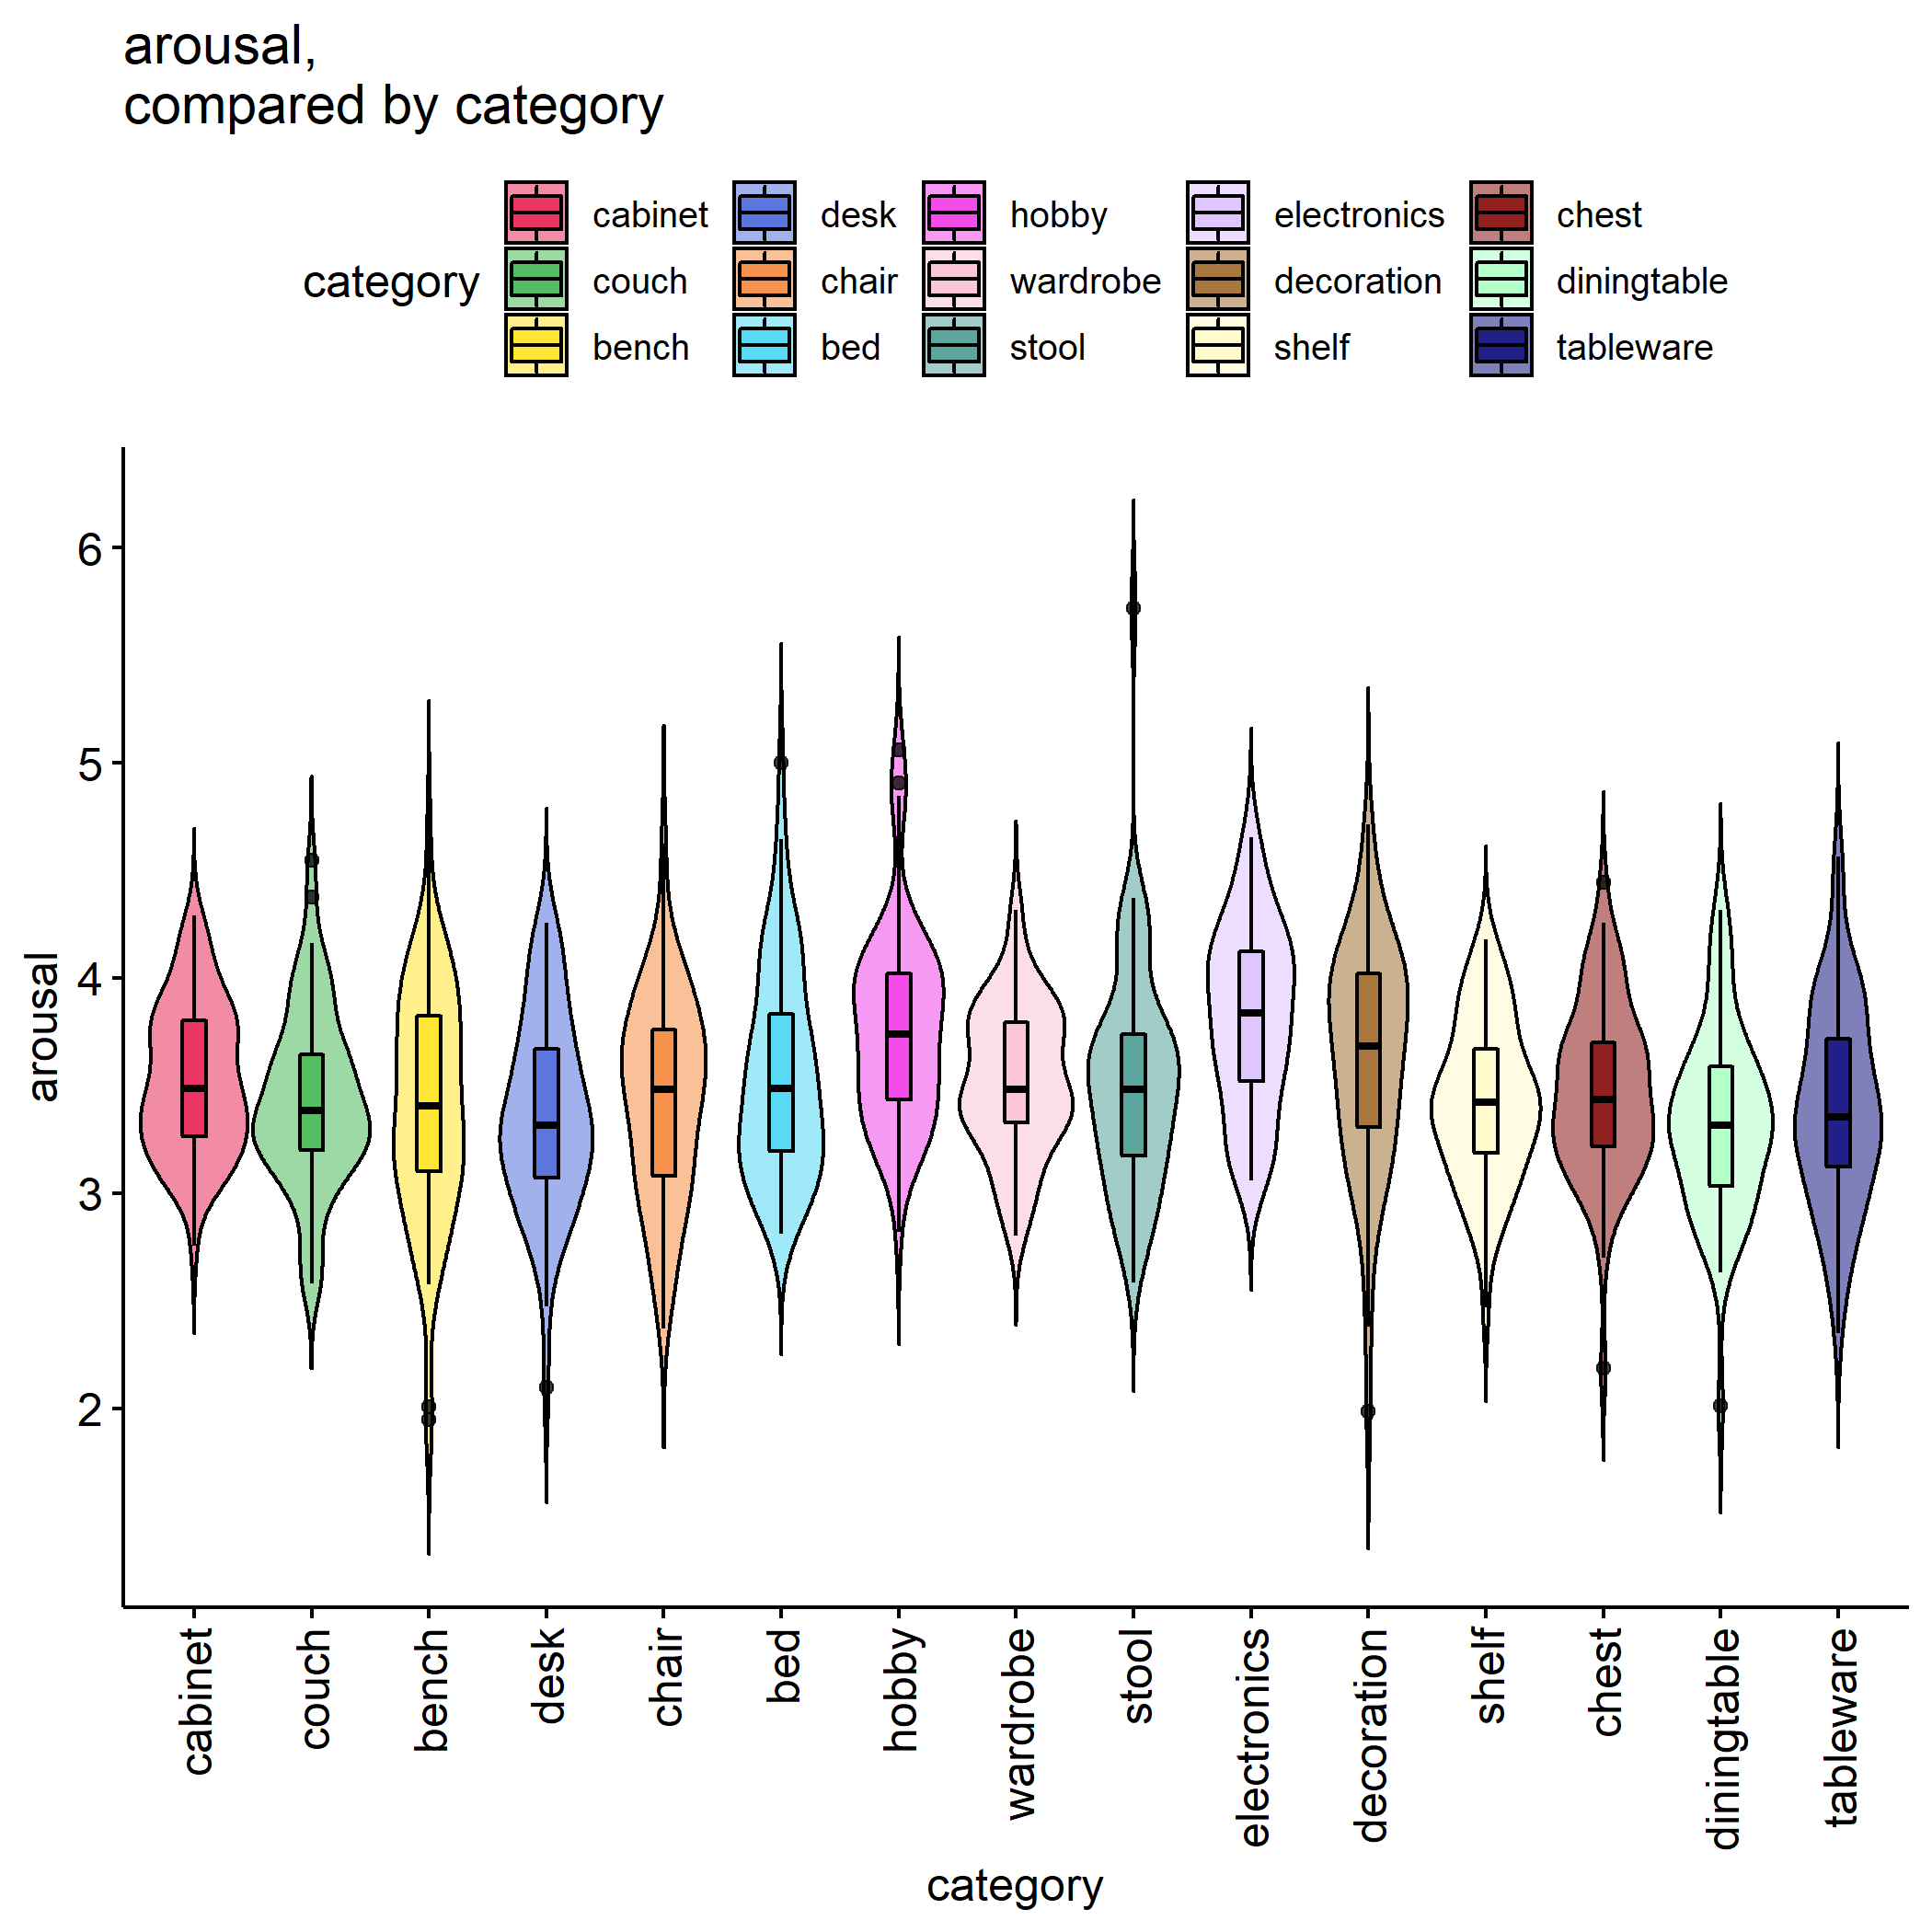 arousal,
compared by category
category
cabinet desk hobby electronics chest
couch chair wardrobe decoration diningtable
bench bed stool shelf tableware
arousal
6
5
4
3
2
cabinet
couch
bench
desk
chair
bed
hobby
wardrobe
stool
electronics
decoration
shelf
chest
diningtable
tableware
category